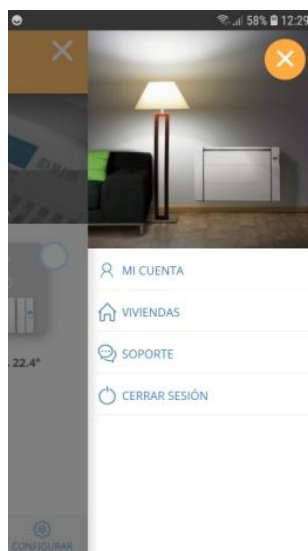 58% 12:29
MI CUENTA
VIVIENDAS
SOPORTE
CERRAR SESIÓN
22.4°
CONFIGURAR